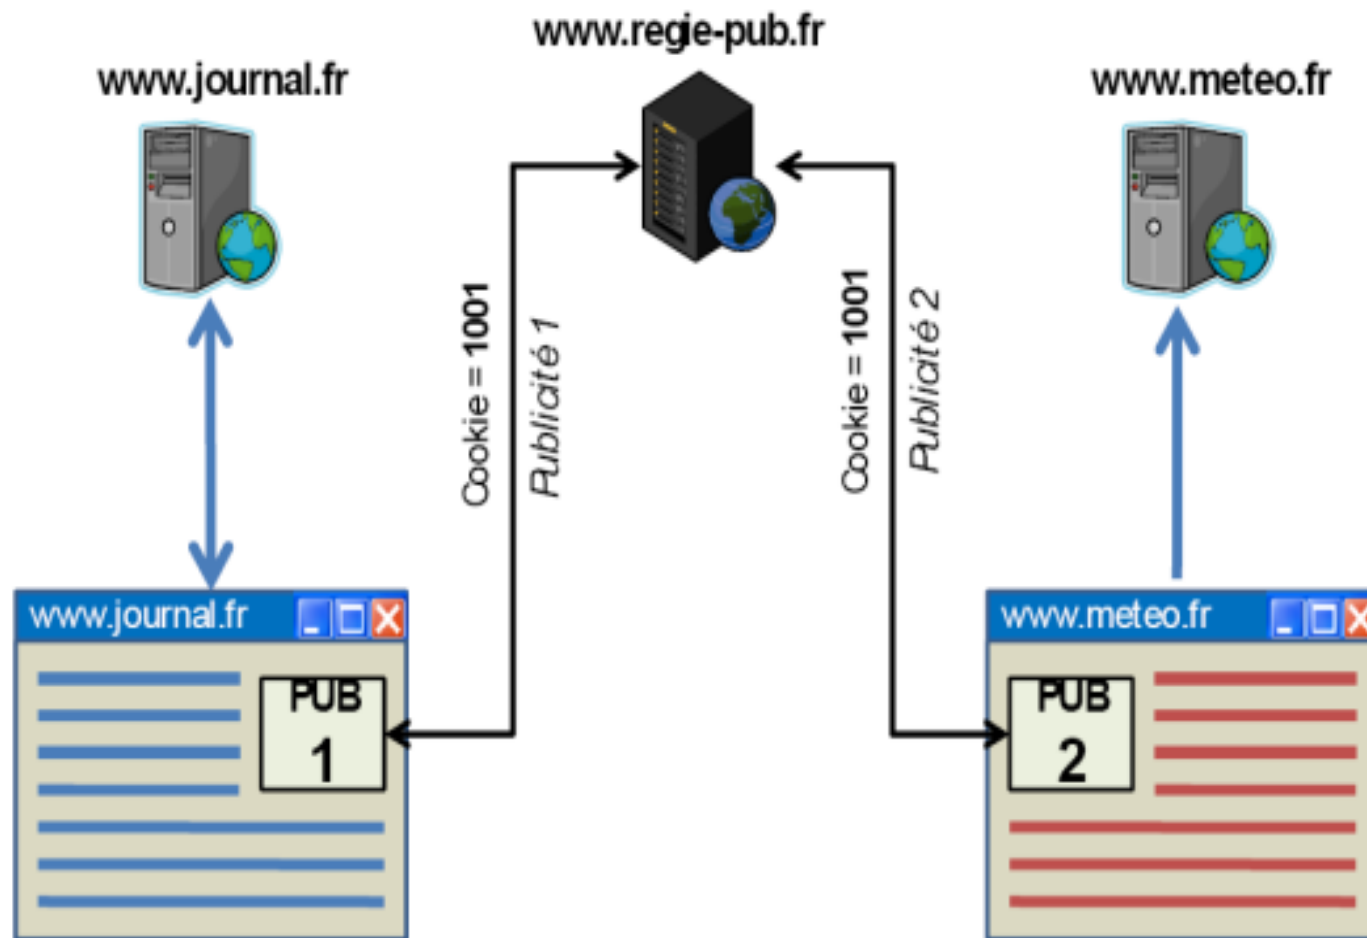 www.regie-pub.fr
www.journal.fr
www.meteo.fr
Cookie = 1001
Publicité 1
Cookie = 1001
Publicité 2
www.journal.fr
PUB
1
www.meteo.fr
PUB
2